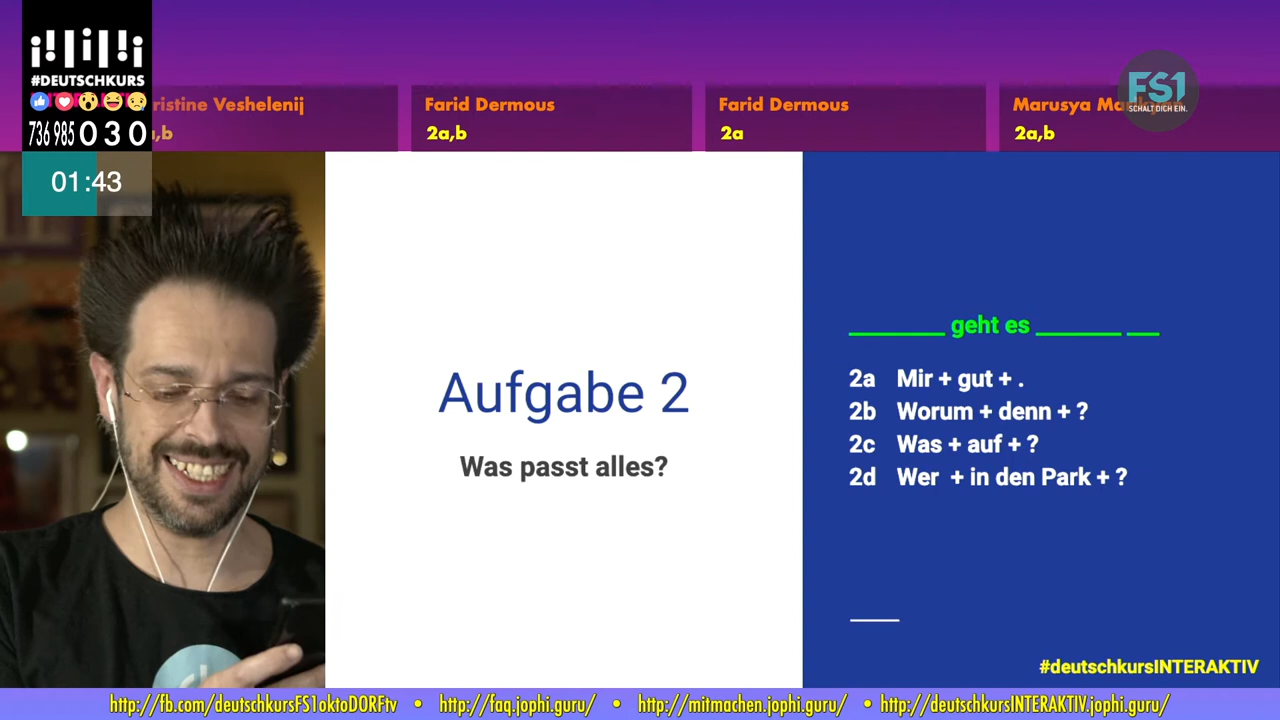 #DEUTSCHKURS
736 985 0 3 0
01:43
ristine Veshelenij
a,b
Farid Dermous
2a,b
Farid Dermous
2a
Marusya Ma
2a,b
FS1
SCHALT DICH EIN.
Aufgabe 2
Was passt alles?
________ geht es _______ ___
2a Mir + gut + .
2b Worum + denn + ?
2c Was + auf + ?
2d Wer + in den Park + ?
#deutschkursINTERAKTIV
http://fb.com/deutschkursFS1oktoDORFtv • http://faq.jophi.guru/ • http://mitmachen.jophi.guru/ • http://deutschkursINTERAKTIV.jophi.guru/